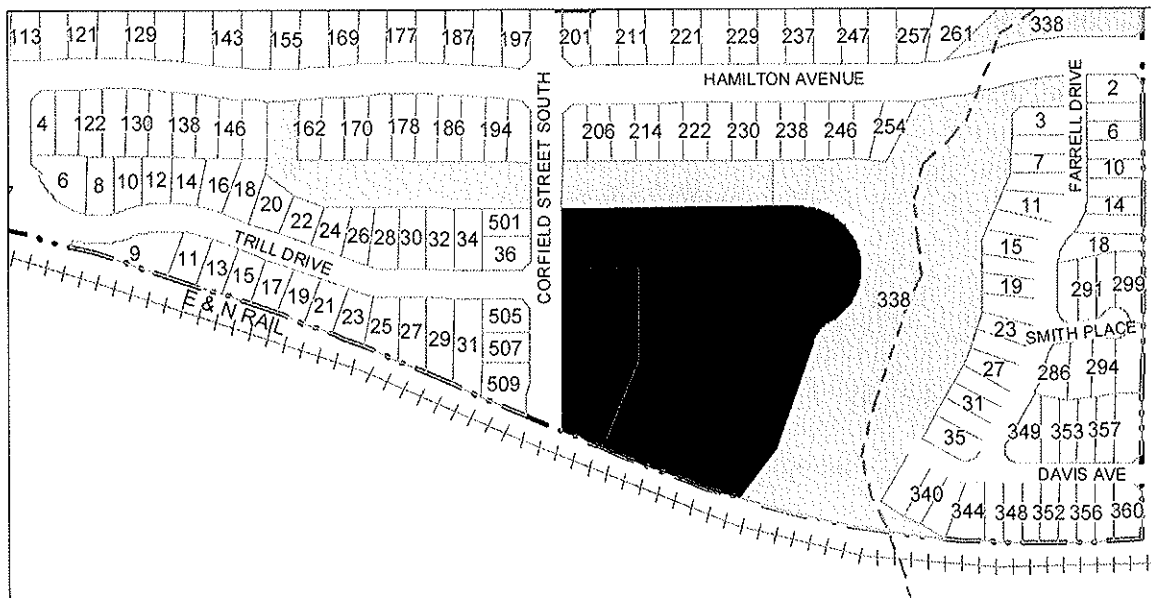 113 121 129 143 155 169 177 187 197 201 211 221 229 237 247 257 261 338
HAMILTON AVENUE
4 122 130 138 146 162 170 178 186 194 206 214 222 230 238 246 254
6 8 10 12 14 16 18 20 22 24 26 28 30 32 34 501
36
TRILL DRIVE
9 11 13 15 17 19 21 23 25 27 29 31 505
507
509
E & N RAIL
CORFIELD STREET SOUTH
338
3
7
11
15
19
23
27
31
35
FARRELL DRIVE
2
6
10
14
18
291 299
SMITH PLACE
286 294
349 353 357
DAVIS AVE
340 344 348 352 356 360